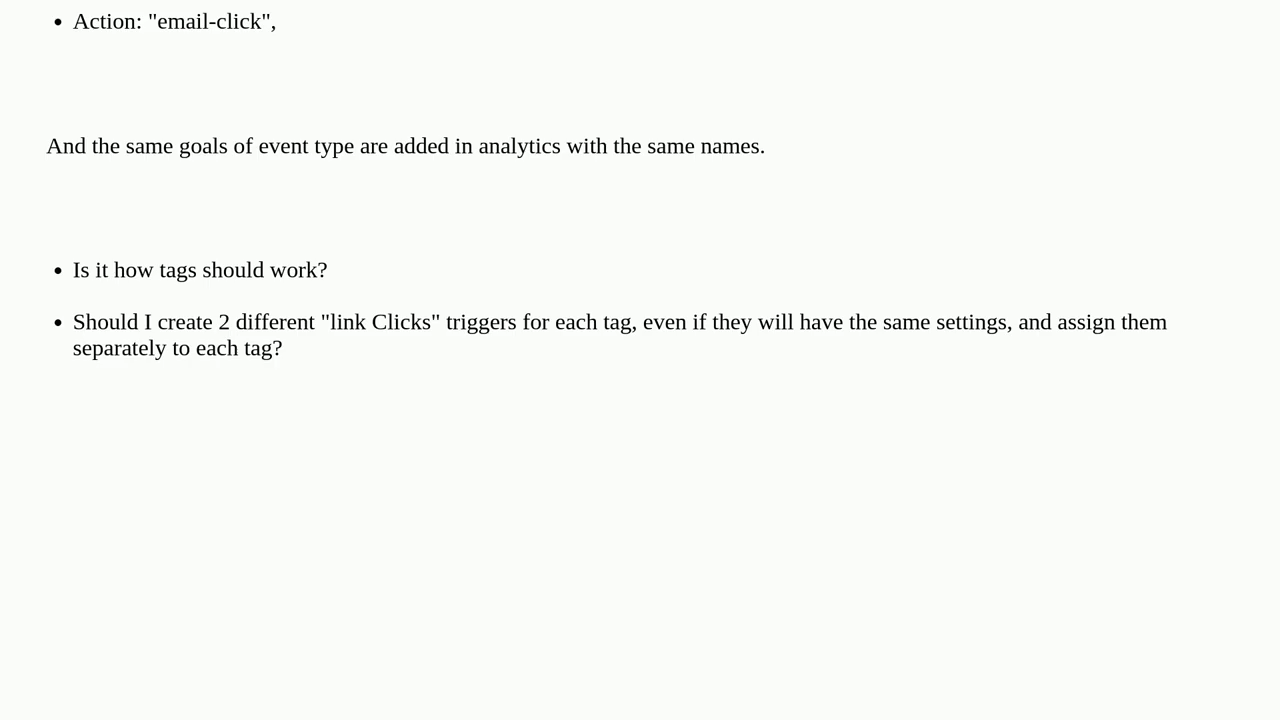 • Action: "email-click",
And the same goals of event type are added in analytics with the same names.
• Is it how tags should work?
• Should I create 2 different "link Clicks" triggers for each tag, even if they will have the same settings, and assign them
separately to each tag?